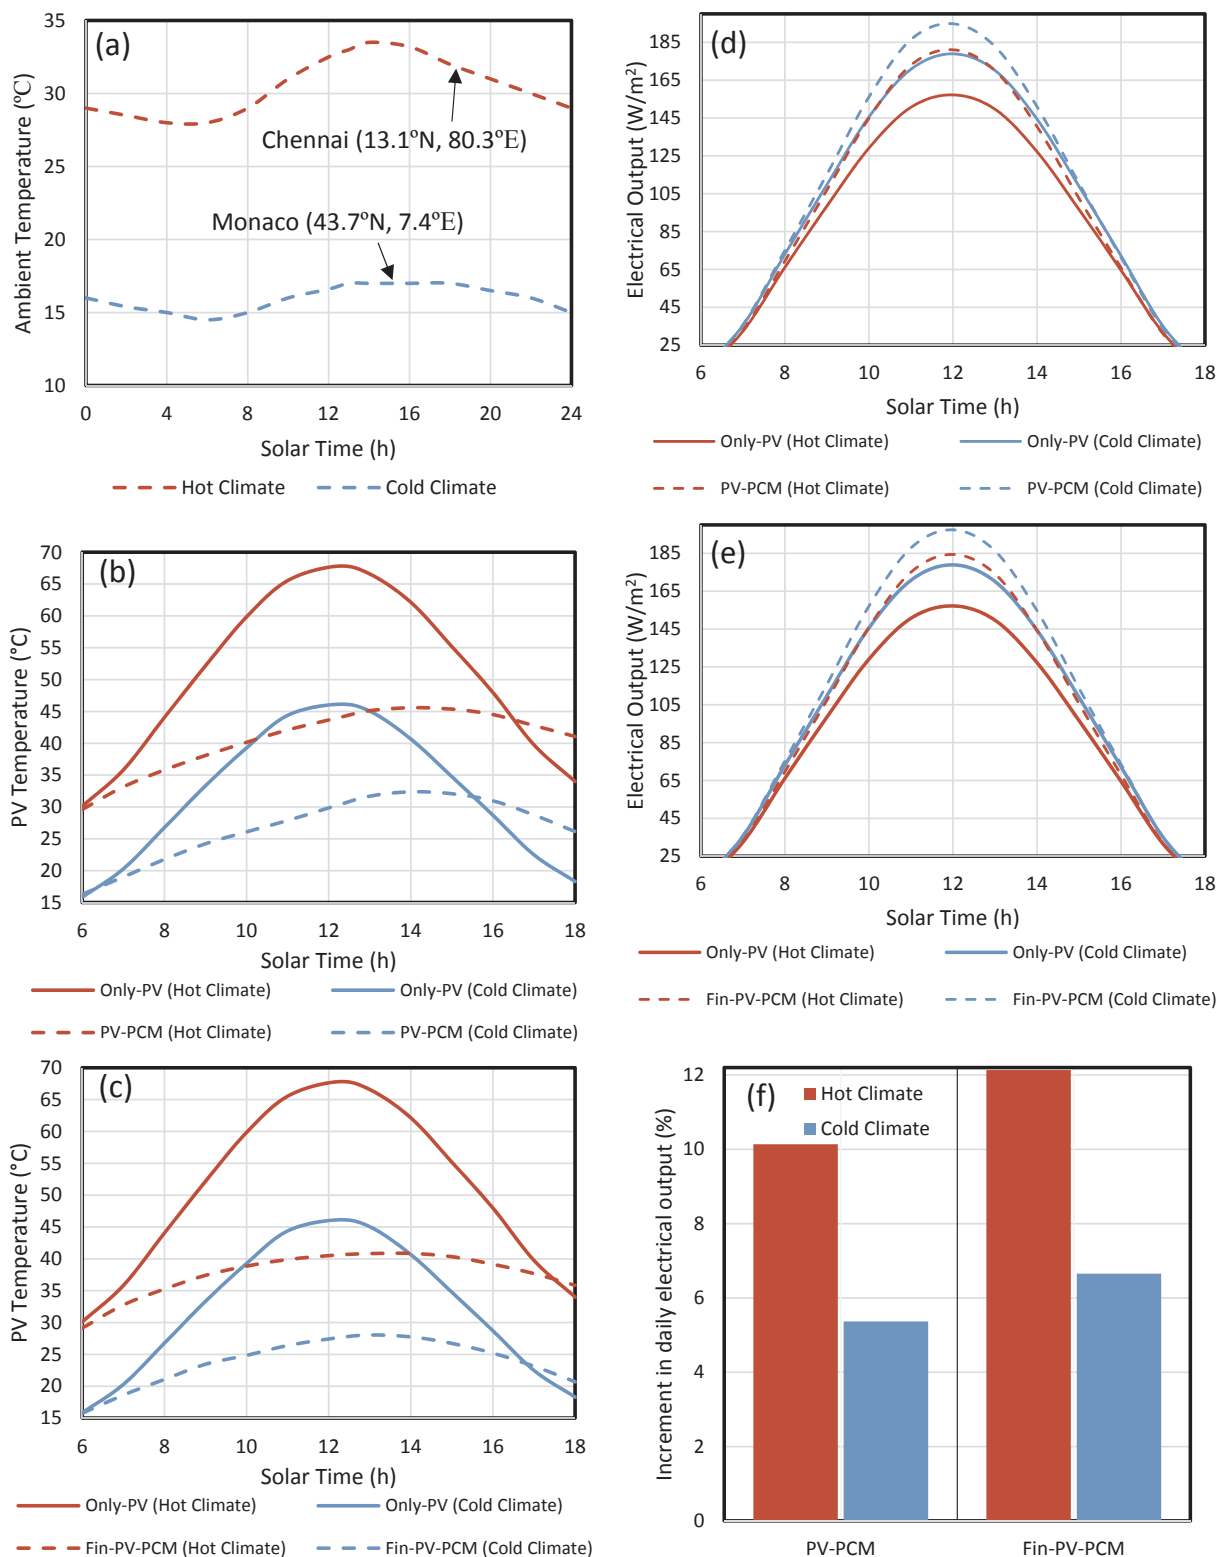 (a)
Ambient Temperature (ºC)
35
30
25
20
15
10
Chennai (13.1ºN, 80.3ºE)
Monaco (43.7ºN, 7.4ºE)
0 4 8 12 16 20 24
Solar Time (h)
Hot Climate Cold Climate
(b)
PV Temperature (°C)
70
65
60
55
50
45
40
35
30
25
20
15
6 8 10 12 14 16 18
Solar Time (h)
Only-PV (Hot Climate) Only-PV (Cold Climate)
PV-PCM (Hot Climate) PV-PCM (Cold Climate)
(c)
PV Temperature (°C)
70
65
60
55
50
45
40
35
30
25
20
15
6 8 10 12 14 16 18
Solar Time (h)
Only-PV (Hot Climate) Only-PV (Cold Climate)
Fin-PV-PCM (Hot Climate) Fin-PV-PCM (Cold Climate)
(d)
Electrical Output (W/m²)
185
165
145
125
105
85
65
45
25
6 8 10 12 14 16 18
Solar Time (h)
Only-PV (Hot Climate) Only-PV (Cold Climate)
PV-PCM (Hot Climate) PV-PCM (Cold Climate)
(e)
Electrical Output (W/m²)
185
165
145
125
105
85
65
45
25
6 8 10 12 14 16 18
Solar Time (h)
Only-PV (Hot Climate) Only-PV (Cold Climate)
Fin-PV-PCM (Hot Climate) Fin-PV-PCM (Cold Climate)
(f)
Increment in daily electrical output (%)
Hot Climate
Cold Climate
12
10
8
6
4
2
0
PV-PCM Fin-PV-PCM